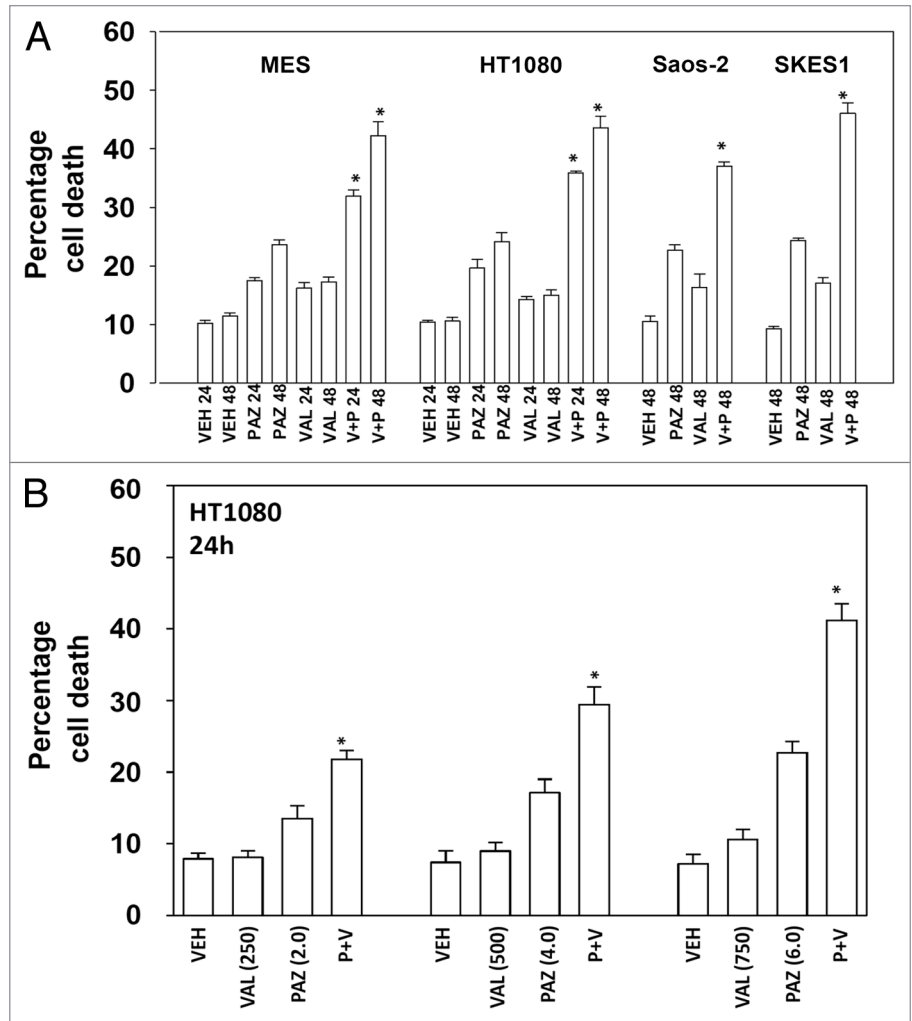 A
Percentage
cell death
60
50
40
30
20
10
0
MES
HT1080
Saos-2
SKES1
*
*
*
*
*
*
VEH 24
VEH 48
PAZ 24
PAZ 48
VAL 24
VAL 48
V+P 24
V+P 48
VEH 24
VEH 48
PAZ 24
PAZ 48
VAL 24
VAL 48
V+P 24
V+P 48
VEH 48
PAZ 48
VAL 48
V+P 48
VEH 48
PAZ 48
VAL 48
V+P 48
B
Percentage
cell death
60
50
40
30
20
10
0
HT1080
24h
*
*
*
VEH
VAL (250)
PAZ (2.0)
P+V
VEH
VAL (500)
PAZ (4.0)
P+V
VEH
VAL (750)
PAZ (6.0)
P+V